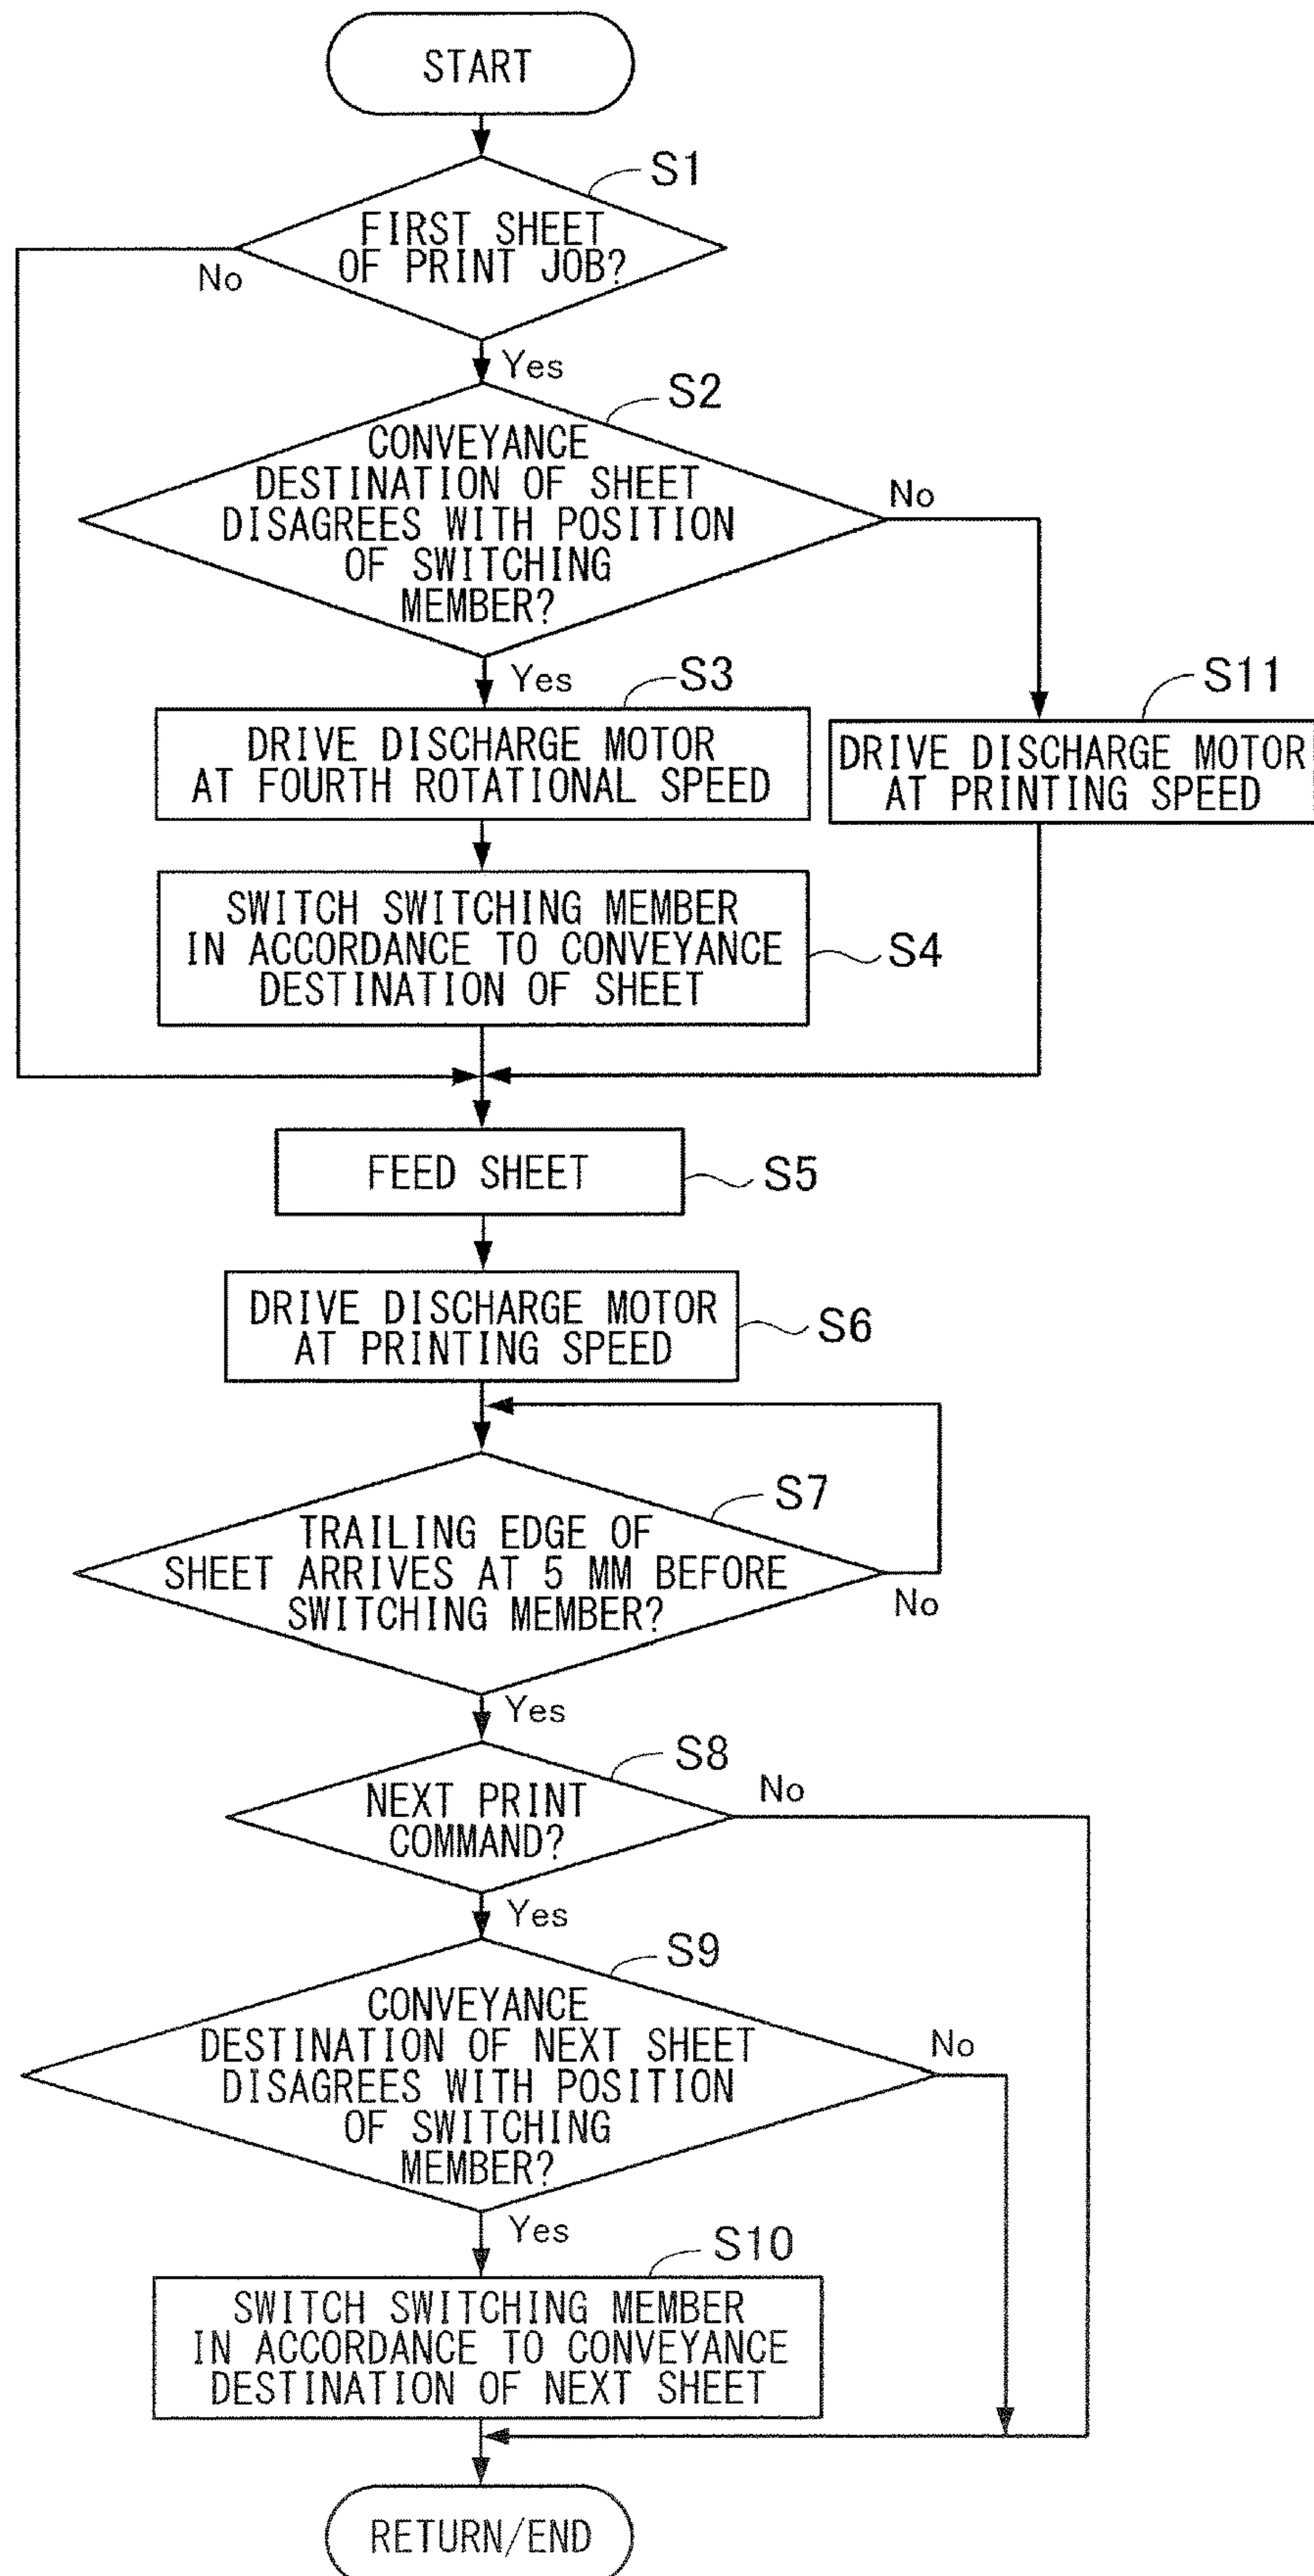 START
S1
FIRST SHEET
OF PRINT JOB?
No
Yes
S2
CONVEYANCE
DESTINATION OF SHEET
DISAGREES WITH POSITION
OF SWITCHING
MEMBER?
No
Yes
S3
DRIVE DISCHARGE MOTOR
AT FOURTH ROTATIONAL SPEED
S11
DRIVE DISCHARGE MOTOR
AT PRINTING SPEED
SWITCH SWITCHING MEMBER
IN ACCORDANCE TO CONVEYANCE
DESTINATION OF SHEET
S4
FEED SHEET
S5
DRIVE DISCHARGE MOTOR
AT PRINTING SPEED
S6
S7
TRAILING EDGE OF
SHEET ARRIVES AT 5 MM BEFORE
SWITCHING MEMBER?
No
Yes
S8
NEXT PRINT
COMMAND?
No
Yes
S9
CONVEYANCE
DESTINATION OF NEXT SHEET
DISAGREES WITH POSITION
OF SWITCHING
MEMBER?
No
Yes
S10
SWITCH SWITCHING MEMBER
IN ACCORDANCE TO CONVEYANCE
DESTINATION OF NEXT SHEET
RETURN/END